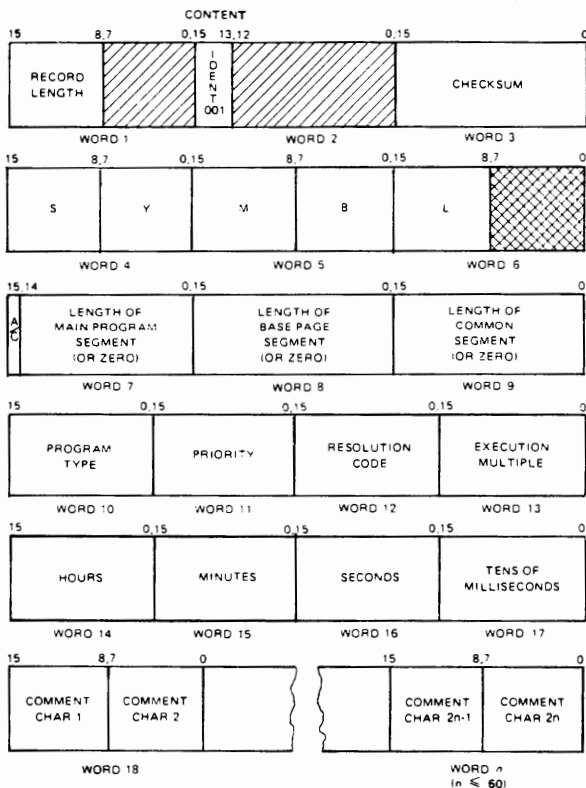 CONTENT
15 8,7 0,15 13,12 0,15 0
RECORD LENGTH
IDENT 001
CHECKSUM
WORD 1 WORD 2 WORD 3
15 8,7 0,15 8,7 0,15 8,7 0
S Y M B L
WORD 4 WORD 5 WORD 6
15,14 0,15 0,15 0
A/C
LENGTH OF MAIN PROGRAM SEGMENT (OR ZERO)
LENGTH OF BASE PAGE SEGMENT (OR ZERO)
LENGTH OF COMMON SEGMENT (OR ZERO)
WORD 7 WORD 8 WORD 9
15 0,15 0,15 0,15 0
PROGRAM TYPE
PRIORITY
RESOLUTION CODE
EXECUTION MULTIPLE
WORD 10 WORD 11 WORD 12 WORD 13
15 0,15 0,15 0,15 0
HOURS
MINUTES
SECONDS
TENS OF MILLISECONDS
WORD 14 WORD 15 WORD 16 WORD 17
15 8,7 0 15 8,7 0
COMMENT CHAR 1
COMMENT CHAR 2
COMMENT CHAR 2n-1
COMMENT CHAR 2n
WORD 18 WORD n
(n ≤ 60)